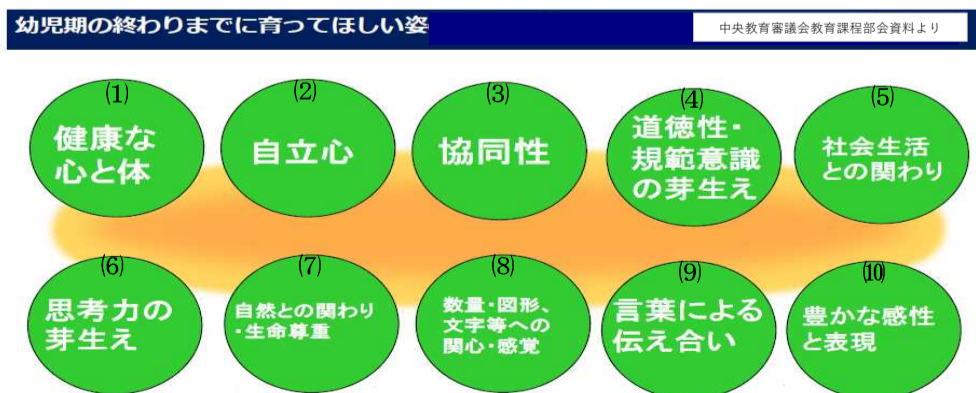 幼児期の終わりまでに育ってほしい姿
中央教育審議会教育課程部会資料より
(1)
健康な
心と体
(2)
自立心
(3)
協同性
(4)
道徳性・
規範意識
の芽生え
(5)
社会生活
との関わり
(6)
思考力の
芽生え
(7)
自然との関わり
・生命尊重
(8)
数量・図形、
文字等への
関心・感覚
(9)
言葉による
伝え合い
(10)
豊かな感性
と表現